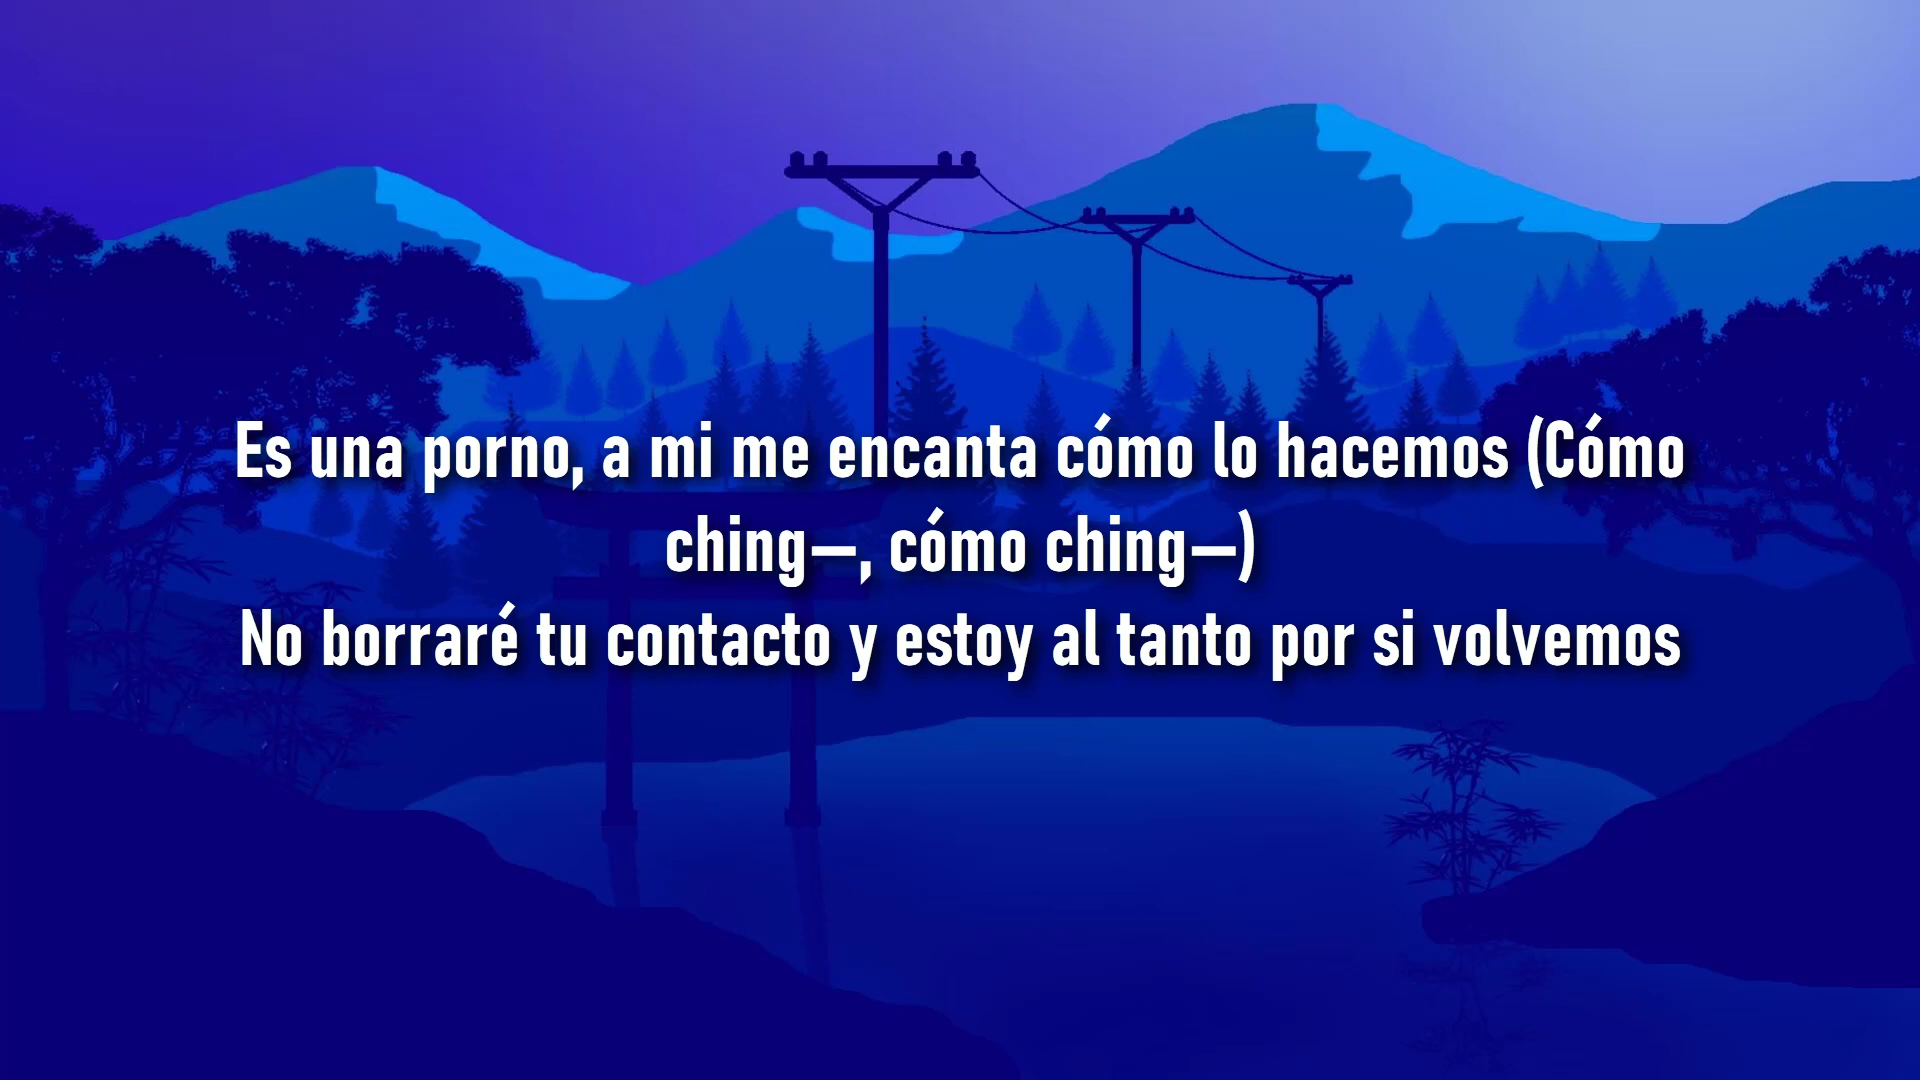 Es una porno, a mi me encanta cómo lo hacemos (Cómo
ching—, cómo ching—)
No borraré tu contacto y estoy al tanto por si volvemos